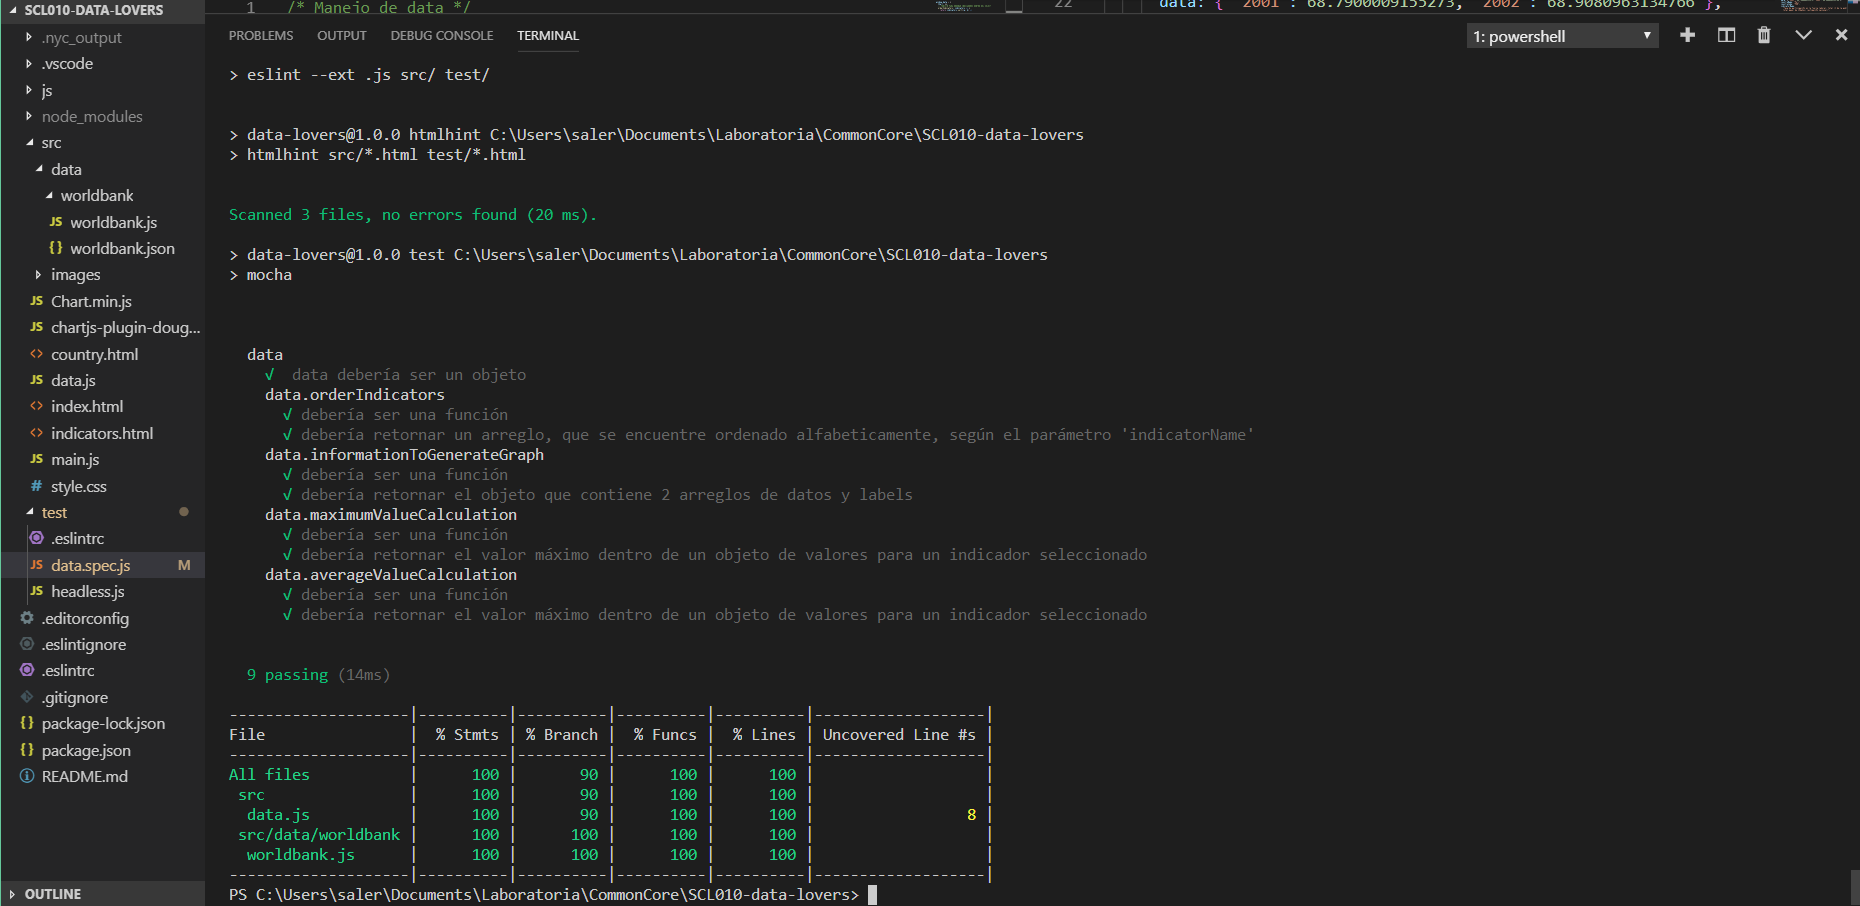 SCL010-DATA-LOVERS
.nyc_output
.vscode
js
node_modules
src
data
worldbank
JS worldbank.js
{} worldbank.json
images
JS Chart.min.js
JS chartjs-plugin-doug...
<> country.html
JS data.js
<> index.html
<> indicators.html
JS main.js
# style.css
test
.eslintrc
JS data.spec.js M
JS headless.js
.editorconfig
.eslintignore
.eslintrc
.gitignore
{} package-lock.json
{} package.json
README.md
OUTLINE
1 /* Manejo de data */
22 data: { "2001": 68.7900009155273, "2002": 68.9080963134766 },
PROBLEMS OUTPUT DEBUG CONSOLE TERMINAL
1: powershell
> eslint --ext .js src/ test/
> data-lovers@1.0.0 htmlhint C:\Users\saler\Documents\Laboratoria\CommonCore\SCL010-data-lovers
> htmlhint src/*.html test/*.html
Scanned 3 files, no errors found (20 ms).
> data-lovers@1.0.0 test C:\Users\saler\Documents\Laboratoria\CommonCore\SCL010-data-lovers
> mocha
data
√ data debería ser un objeto
data.orderIndicators
√ debería ser una función
√ debería retornar un arreglo, que se encuentre ordenado alfabeticamente, según el parámetro 'indicatorName'
data.informationToGenerateGraph
√ debería ser una función
√ debería retornar el objeto que contiene 2 arreglos de datos y labels
data.maximumValueCalculation
√ debería ser una función
√ debería retornar el valor máximo dentro de un objeto de valores para un indicador seleccionado
data.averageValueCalculation
√ debería ser una función
√ debería retornar el valor máximo dentro de un objeto de valores para un indicador seleccionado
9 passing (14ms)
--------------------|----------|----------|----------|----------|-------------------|
File | % Stmts | % Branch | % Funcs | % Lines | Uncovered Line #s |
--------------------|----------|----------|----------|----------|-------------------|
All files | 100 | 90 | 100 | 100 | |
src | 100 | 90 | 100 | 100 | |
data.js | 100 | 90 | 100 | 100 | 8 |
src/data/worldbank | 100 | 100 | 100 | 100 | |
worldbank.js | 100 | 100 | 100 | 100 | |
--------------------|----------|----------|----------|----------|-------------------|
PS C:\Users\saler\Documents\Laboratoria\CommonCore\SCL010-data-lovers>